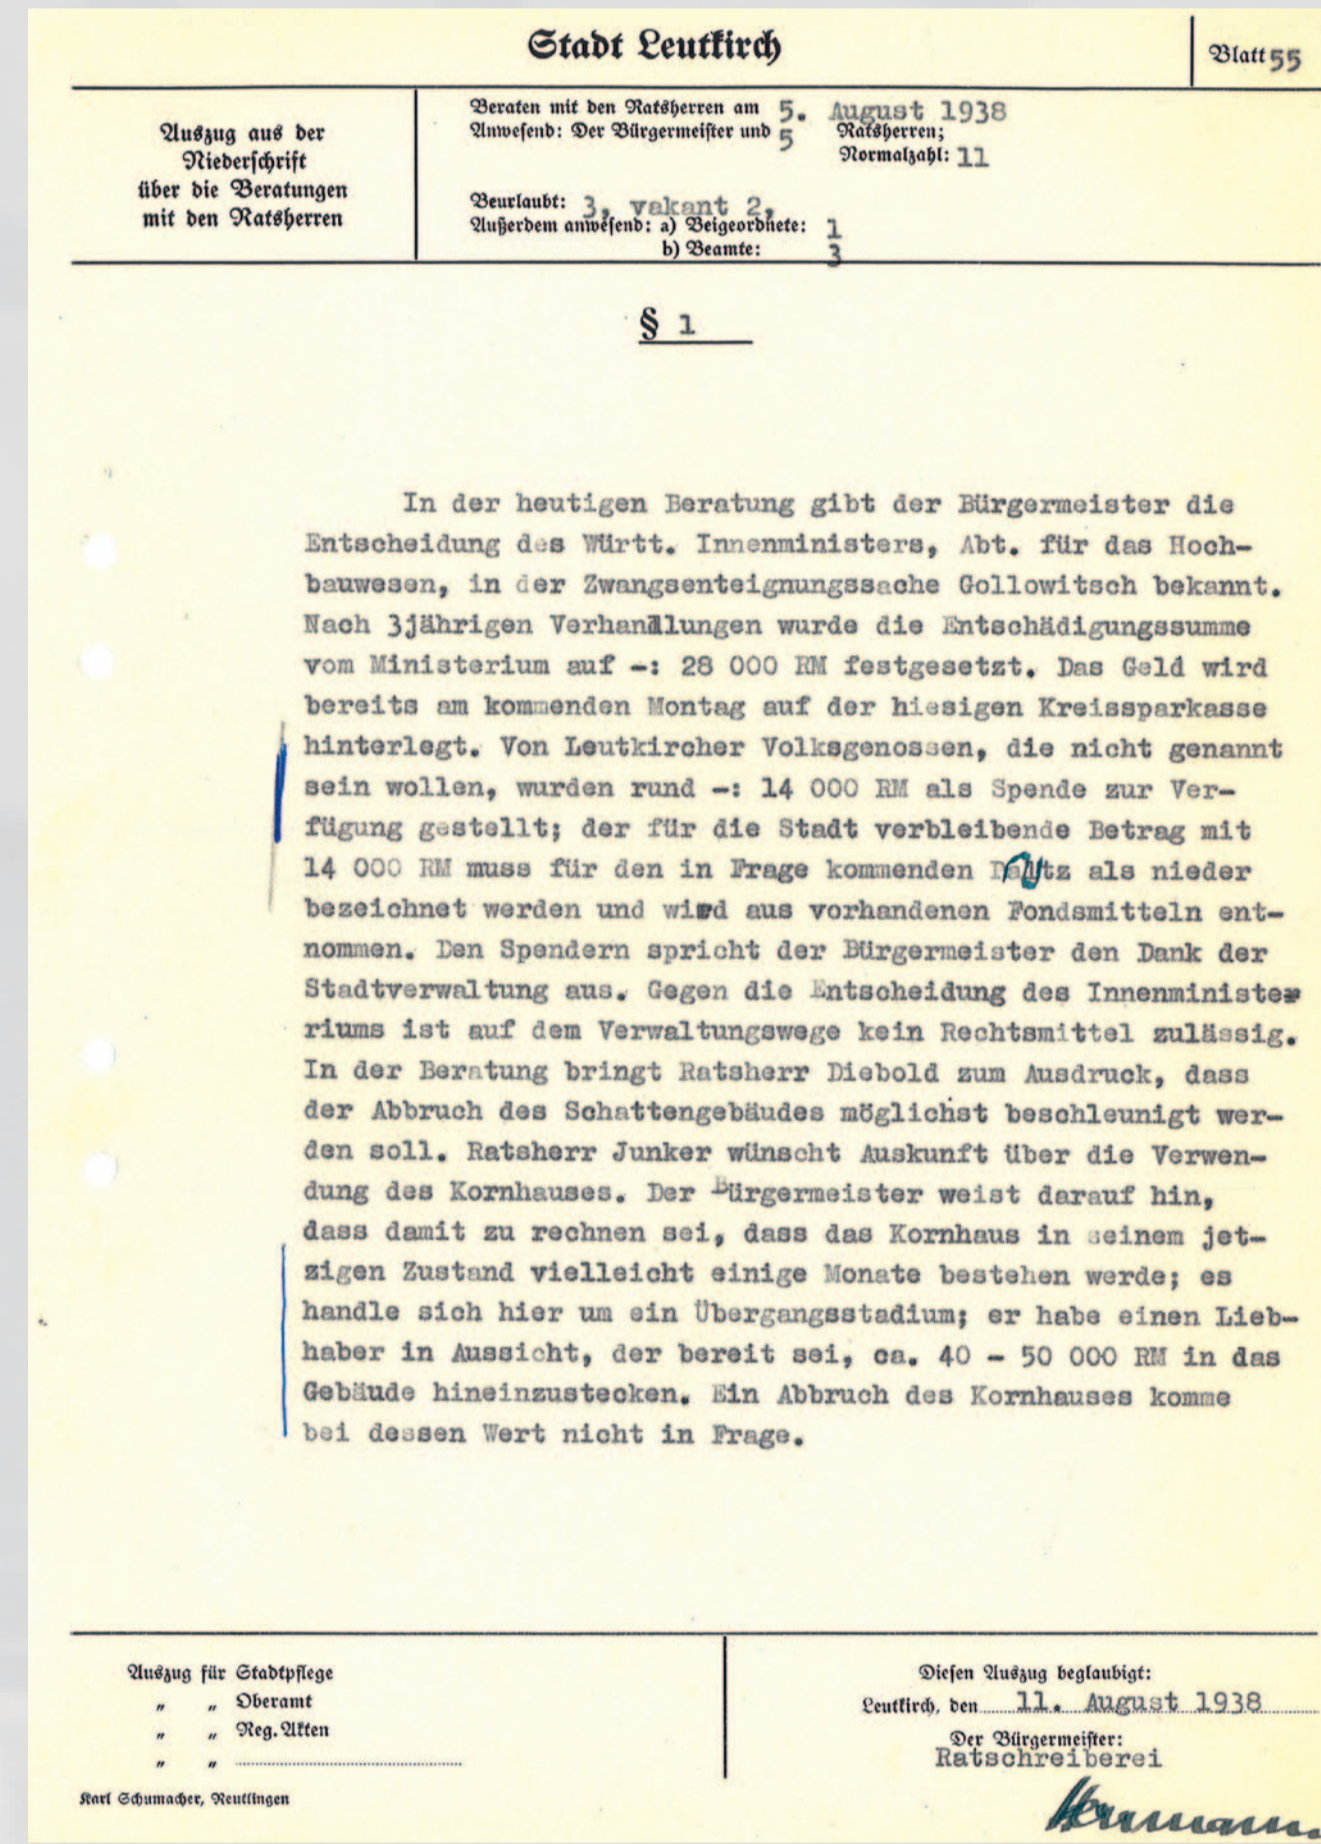 Stadt Leutkirch
Blatt 55
Auszug aus der
Niederschrift
über die Beratungen
mit den Ratsherren
Beraten mit den Ratsherren am 5. August 1938
Anwesend: Der Bürgermeister und 5 Ratsherren;
Normalzahl: 11
Beurlaubt: 3, vakant 2,
Außerdem anwesend: a) Beigeordnete: 1
b) Beamte: 3
§ 1
In der heutigen Beratung gibt der Bürgermeister die
Entscheidung des Württ. Innenministers, Abt. für das Hoch-
bauwesen, in der Zwangsenteignungssache Gollowitsch bekannt.
Nach 3jährigen Verhandlungen wurde die Entschädigungssumme
vom Ministerium auf -: 28 000 RM festgesetzt. Das Geld wird
bereits am kommenden Montag auf der hiesigen Kreissparkasse
hinterlegt. Von Leutkircher Volksgenossen, die nicht genannt
sein wollen, wurden rund -: 14 000 RM als Spende zur Ver-
fügung gestellt; der für die Stadt verbleibende Betrag mit
14 000 RM muss für den in Frage kommenden als nieder
bezeichnet werden und wird aus vorhandenen Fondsmitteln ent-
nommen. Den Spendern spricht der Bürgermeister den Dank der
Stadtverwaltung aus. Gegen die Entscheidung des Innenministe-
riums ist auf dem Verwaltungswege kein Rechtsmittel zulässig.
In der Beratung bringt Ratsherr Diebold zum Ausdruck, dass
der Abbruch des Schattengebäudes möglichst beschleunigt wer-
den soll. Ratsherr Junker wünscht Auskunft über die Verwen-
dung des Kornhauses. Der Bürgermeister weist darauf hin,
dass damit zu rechnen sei, dass das Kornhaus in seinem jet-
zigen Zustand vielleicht einige Monate bestehen werde; es
handle sich hier um ein Übergangsstadium; er habe einen Lieb-
haber in Aussicht, der bereit sei, ca. 40 - 50 000 RM in das
Gebäude hineinzustecken. Ein Abbruch des Kornhauses komme
bei dessen Wert nicht in Frage.
Auszug für Stadtpflege
" " Oberamt
" " Reg. Akten
" "
Karl Schumacher, Reutlingen
Diesen Auszug beglaubigt:
Leutkirch, den 11. August 1938
Der Bürgermeister:
Ratschreiberei